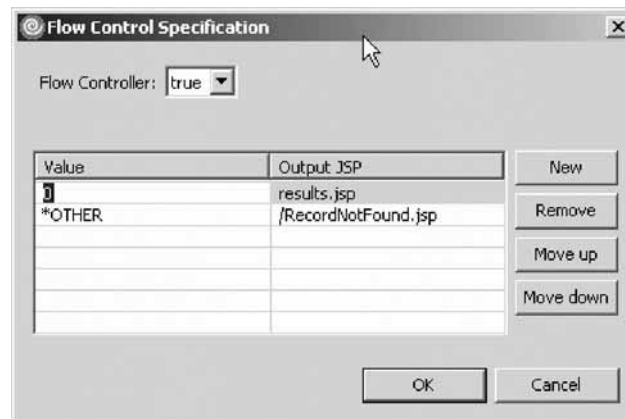 Flow Control Specification
Flow Controller: true
Value Output JSP
0 results.jsp
*OTHER /RecordNotFound.jsp
New
Remove
Move up
Move down
OK Cancel